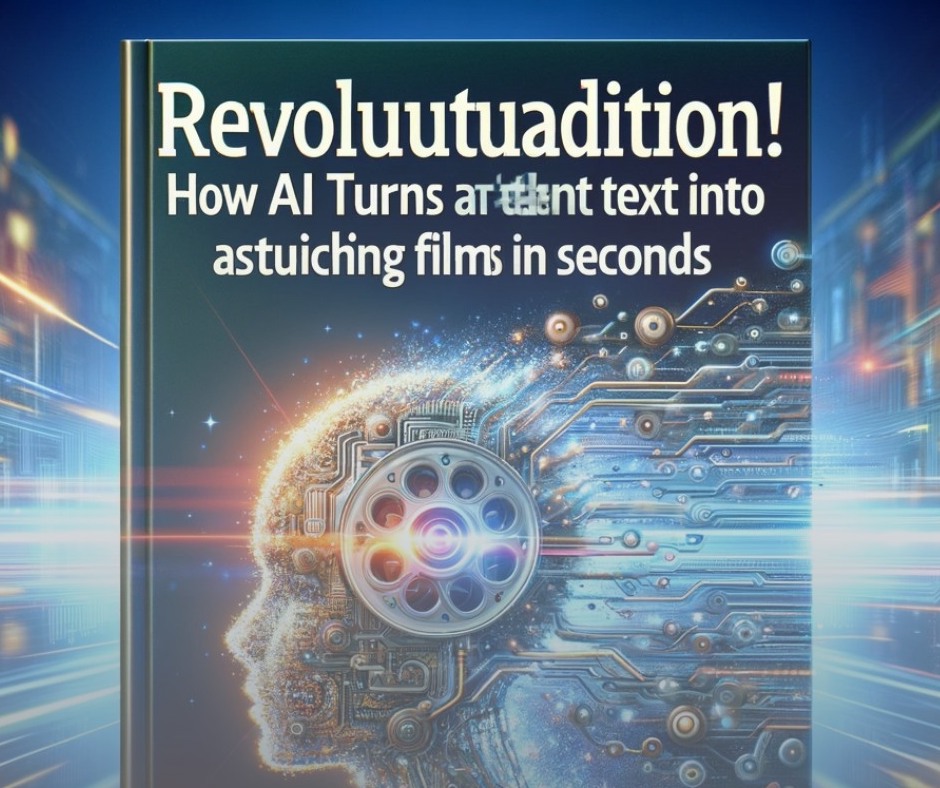 Revoluutuadition!
How AI Turns text into
astuiching films in seconds